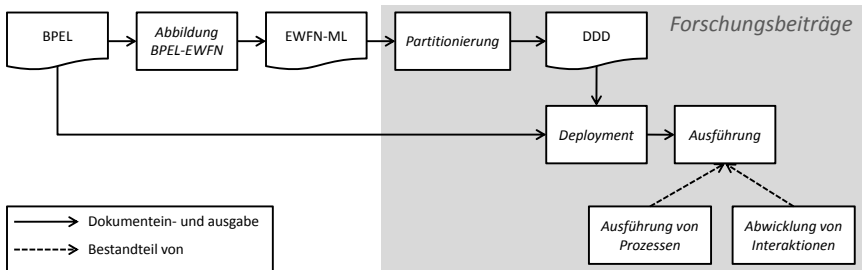 Forschungsbeiträge
BPEL
Abbildung
BPEL-EWFN
EWFN-ML
Partitionierung
DDD
Deployment
Ausführung
Ausführung von
Prozessen
Abwicklung von
Interaktionen
Dokumentein- und ausgabe
Bestandteil von